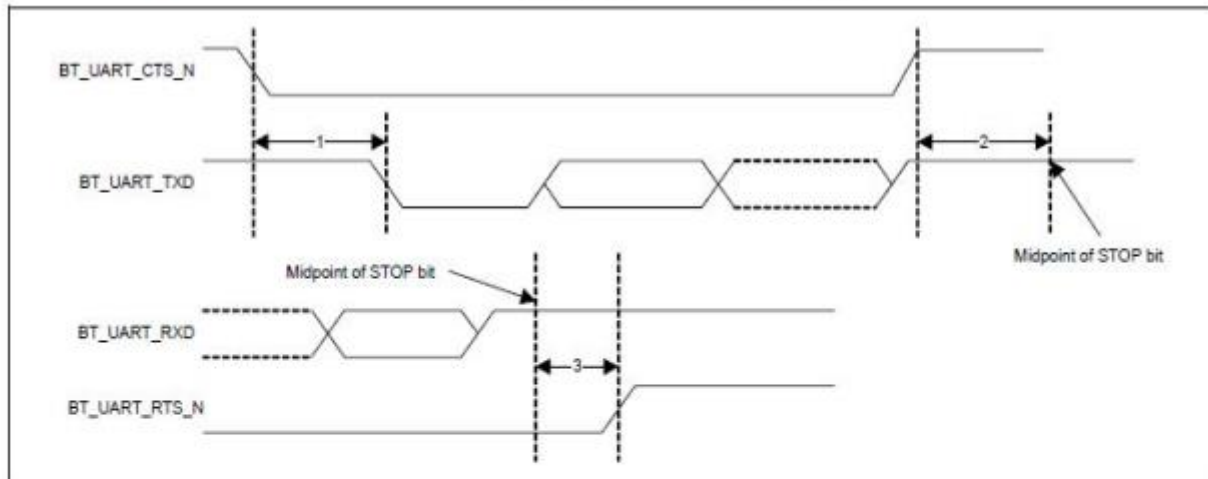 BT_UART_CTS_N
1
2
BT_UART_TXD
Midpoint of STOP bit
Midpoint of STOP bit
BT_UART_RXD
3
BT_UART_RTS_N